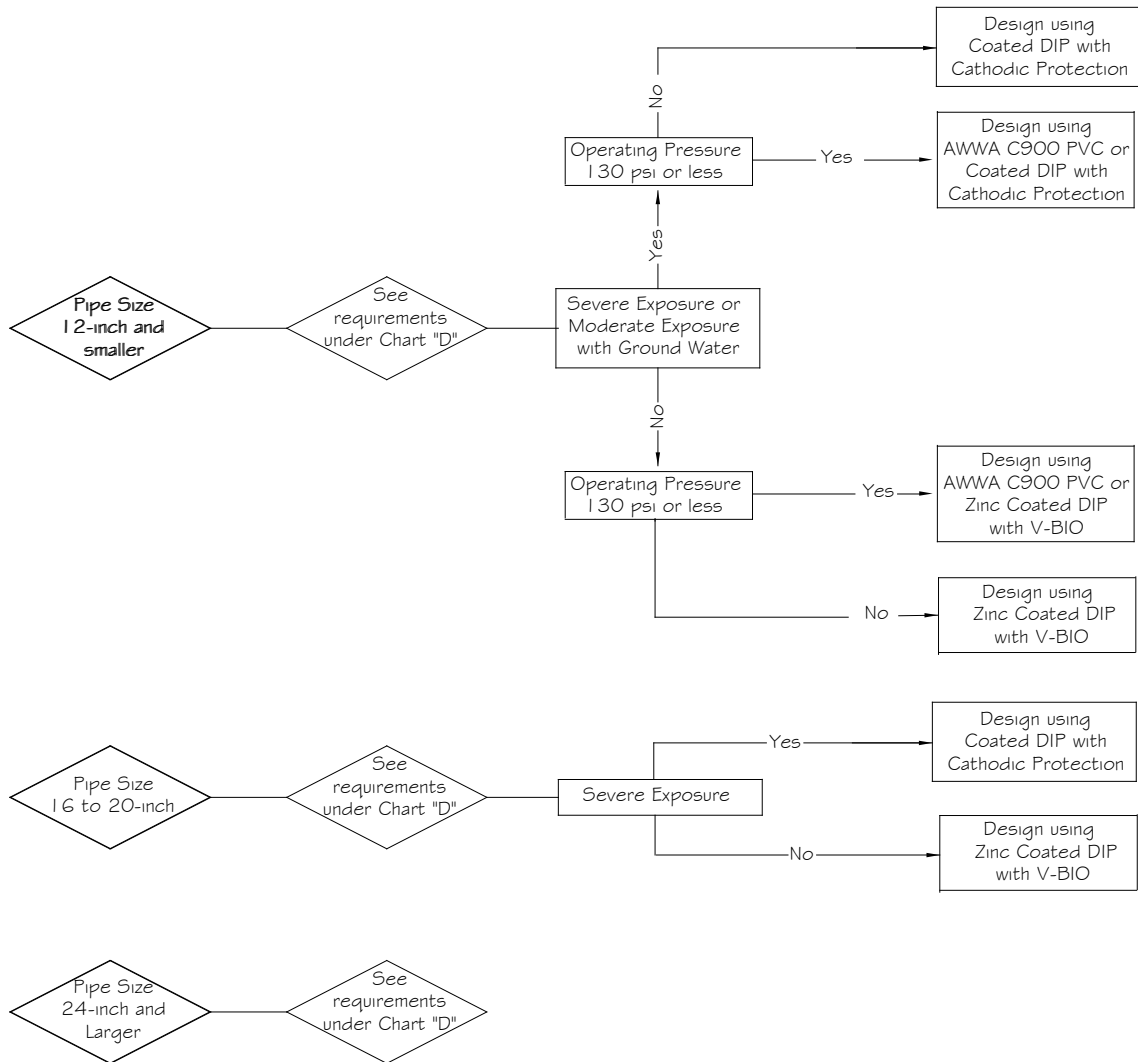 Design using
Coated DIP with
Cathodic Protection
No
Operating Pressure
130 psi or less
Yes
Design using
AWWA C900 PVC or
Coated DIP with
Cathodic Protection
Yes
Pipe Size
12-inch and
smaller
See
requirements
under Chart "D"
Severe Exposure or
Moderate Exposure
with Ground Water
No
Operating Pressure
130 psi or less
Yes
Design using
AWWA C900 PVC or
Zinc Coated DIP
with V-BIO
No
Design using
Zinc Coated DIP
with V-BIO
Pipe Size
16 to 20-inch
See
requirements
under Chart "D"
Severe Exposure
Yes
Design using
Coated DIP with
Cathodic Protection
No
Design using
Zinc Coated DIP
with V-BIO
Pipe Size
24-inch and
Larger
See
requirements
under Chart "D"